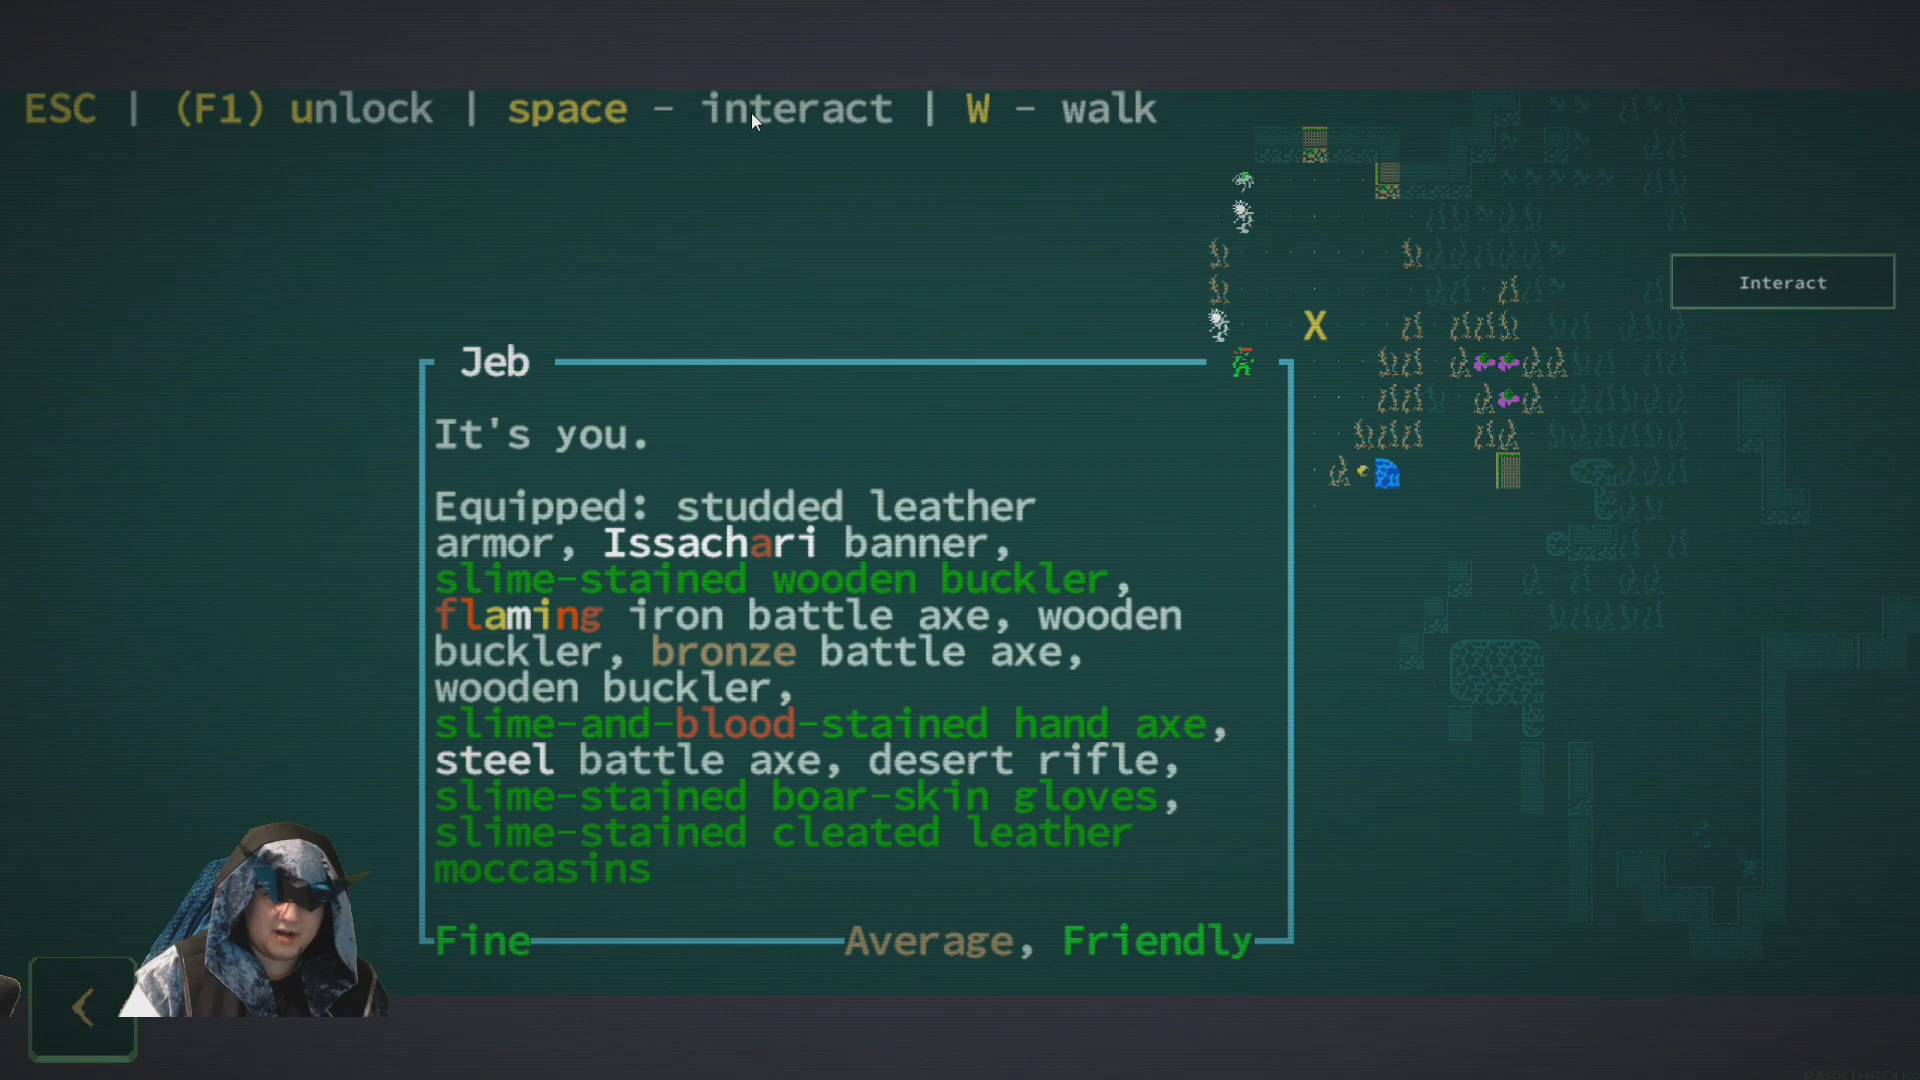 ESC | (F1) unlock | space - interact | W - walk
X
Interact
Jeb
It's you.
Equipped: studded leather
armor, Issachari banner,
slime-stained wooden buckler,
flaming iron battle axe, wooden
buckler, bronze battle axe,
wooden buckler,
slime-and-blood-stained hand axe,
steel battle axe, desert rifle,
slime-stained boar-skin gloves,
slime-stained cleated leather
moccasins
Fine
Average, Friendly